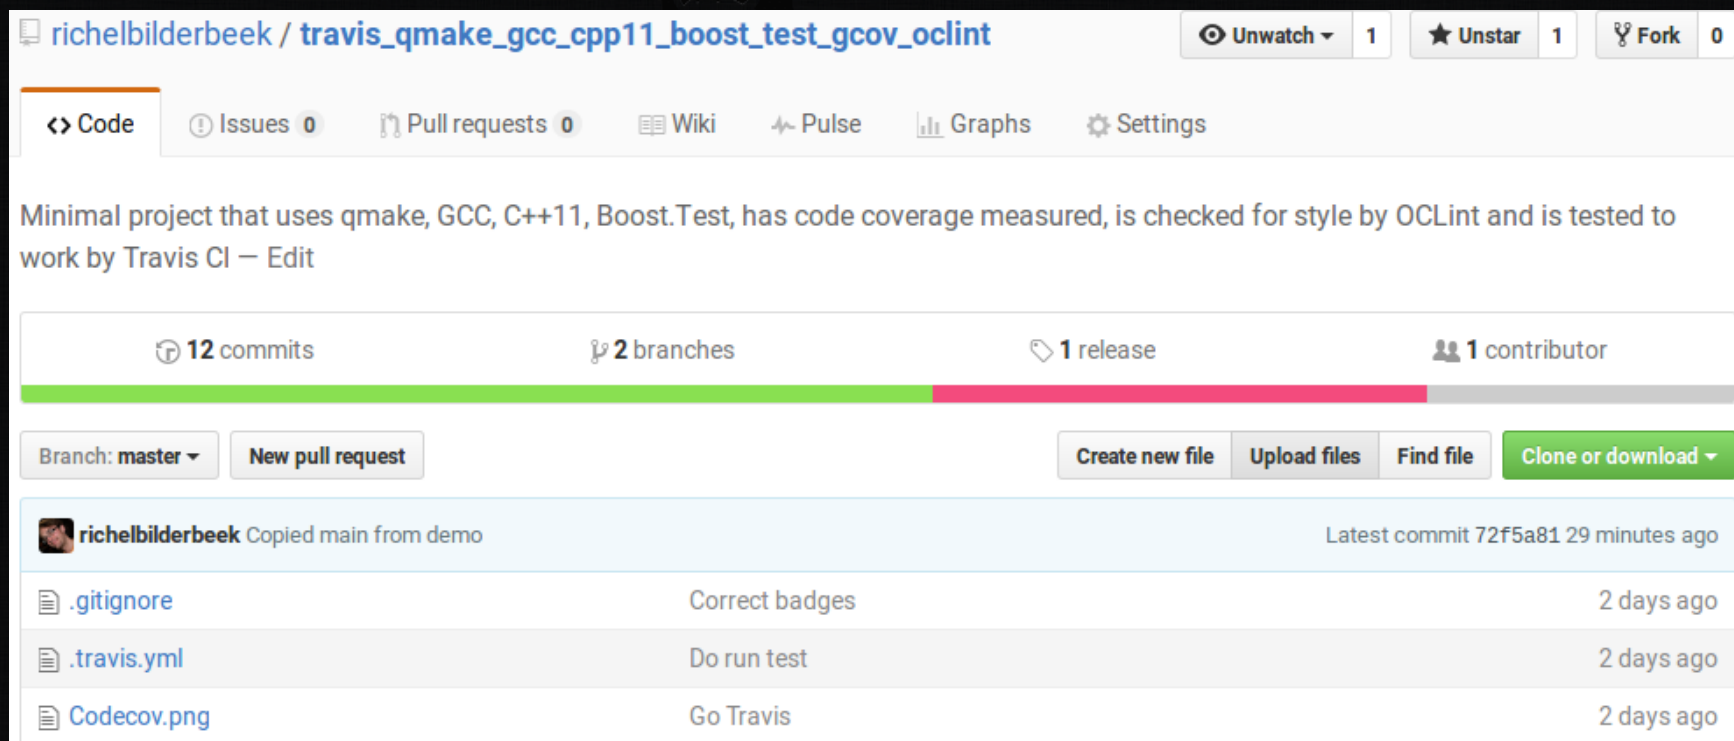 richelbilderbeek / travis_qmake_gcc_cpp11_boost_test_gcov_oclint Unwatch 1 Unstar 1 Fork 0
Code Issues 0 Pull requests 0 Wiki Pulse Graphs Settings
Minimal project that uses qmake, GCC, C++11, Boost.Test, has code coverage measured, is checked for style by OCLint and is tested to
work by Travis CI — Edit
12 commits 2 branches 1 release 1 contributor
Branch: master New pull request Create new file Upload files Find file Clone or download
richelbilderbeek Copied main from demo Latest commit 72f5a81 29 minutes ago
.gitignore Correct badges 2 days ago
.travis.yml Do run test 2 days ago
Codecov.png Go Travis 2 days ago